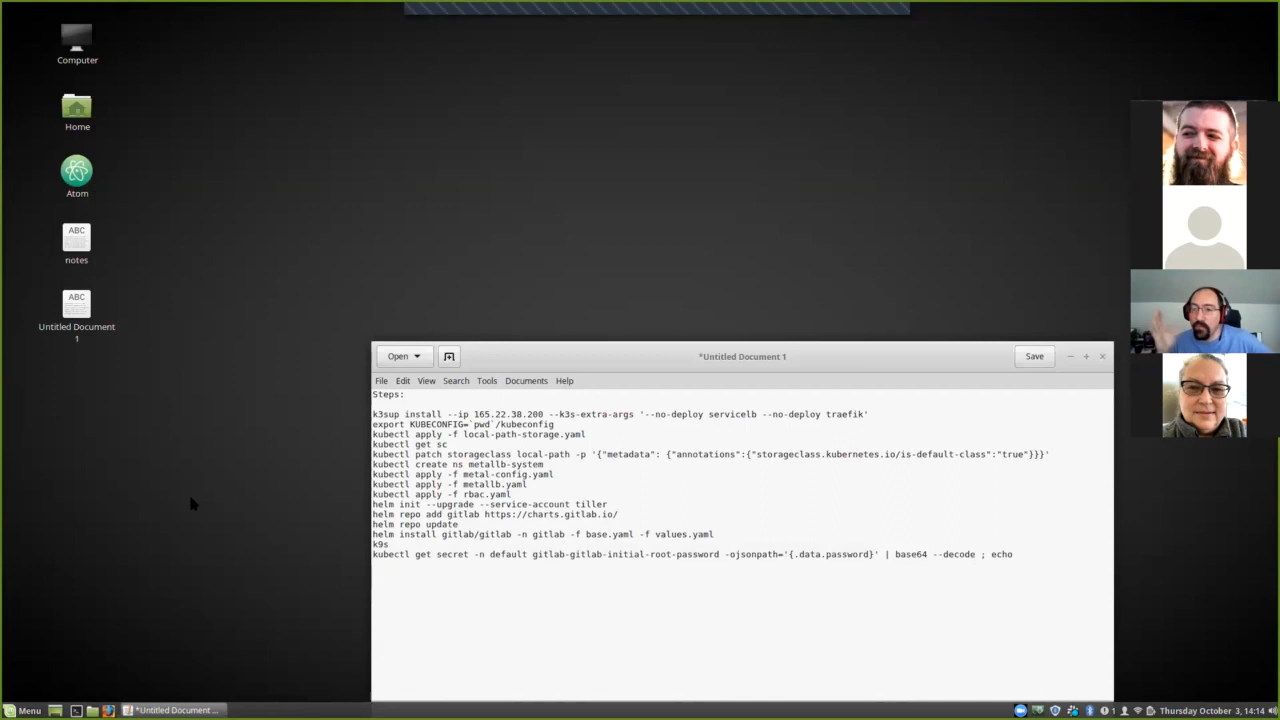 Computer
Home
Atom
ABC
notes
ABC
Untitled Document
1
Open
*Untitled Document 1
Save
File Edit View Search Tools Documents Help
Steps:
k3sup install --ip 165.22.38.200 --k3s-extra-args '--no-deploy servicelb --no-deploy traefik'
export KUBECONFIG=`pwd`/kubeconfig
kubectl apply -f local-path-storage.yaml
kubectl get sc
kubectl patch storageclass local-path -p '{"metadata": {"annotations":{"storageclass.kubernetes.io/is-default-class":"true"}}}'
kubectl create ns metallb-system
kubectl apply -f metal-config.yaml
kubectl apply -f metallb.yaml
kubectl apply -f rbac.yaml
helm init --upgrade --service-account tiller
helm repo add gitlab https://charts.gitlab.io/
helm repo update
helm install gitlab/gitlab -n gitlab -f base.yaml -f values.yaml
k9s
kubectl get secret -n default gitlab-gitlab-initial-root-password -ojsonpath='{.data.password}' | base64 --decode ; echo
Menu
*Untitled Document ...
1
Thursday October 3, 14:14